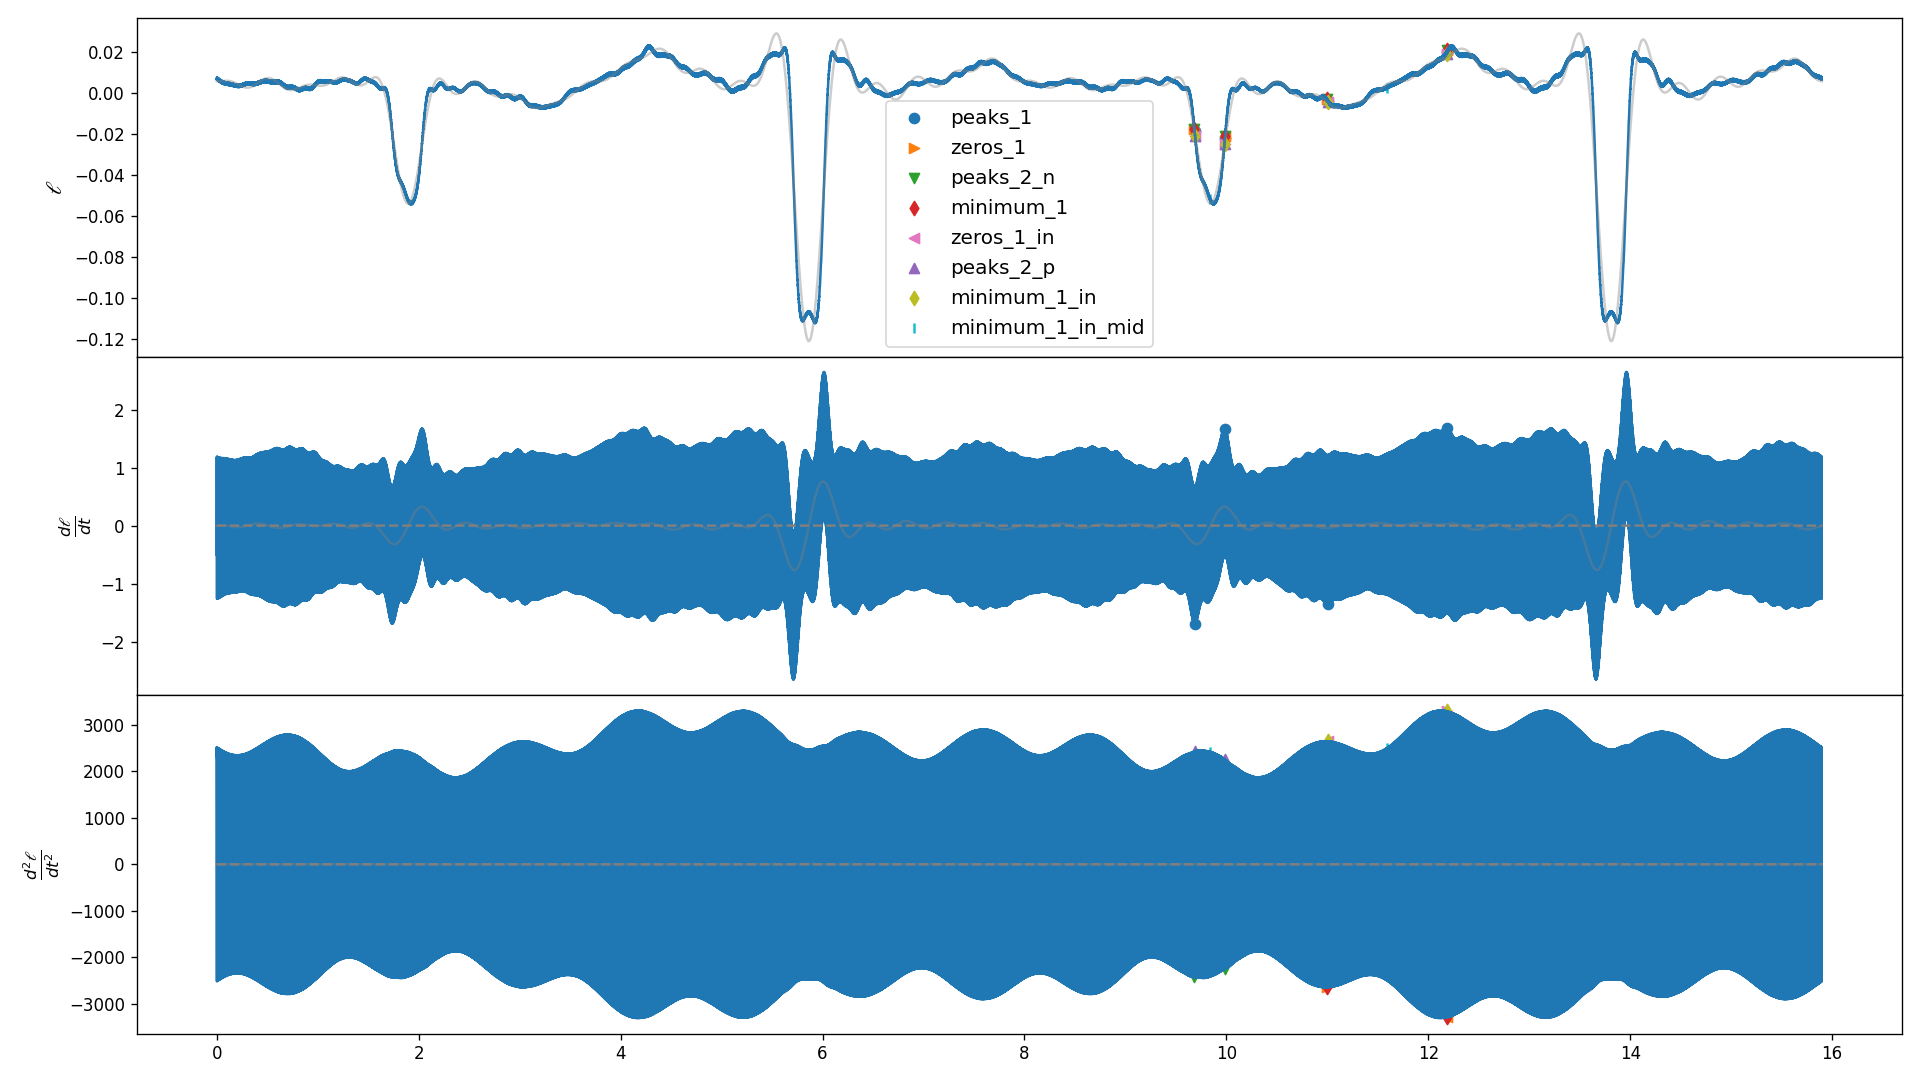 0.02
0.00
−0.02
−0.04
−0.06
−0.08
−0.10
−0.12
ℓ
peaks_1
zeros_1
peaks_2_n
minimum_1
zeros_1_in
peaks_2_p
minimum_1_in
minimum_1_in_mid
2
1
0
−1
−2
dℓ
dt
3000
2000
1000
0
−1000
−2000
−3000
d²ℓ
dt²
0 2 4 6 8 10 12 14 16